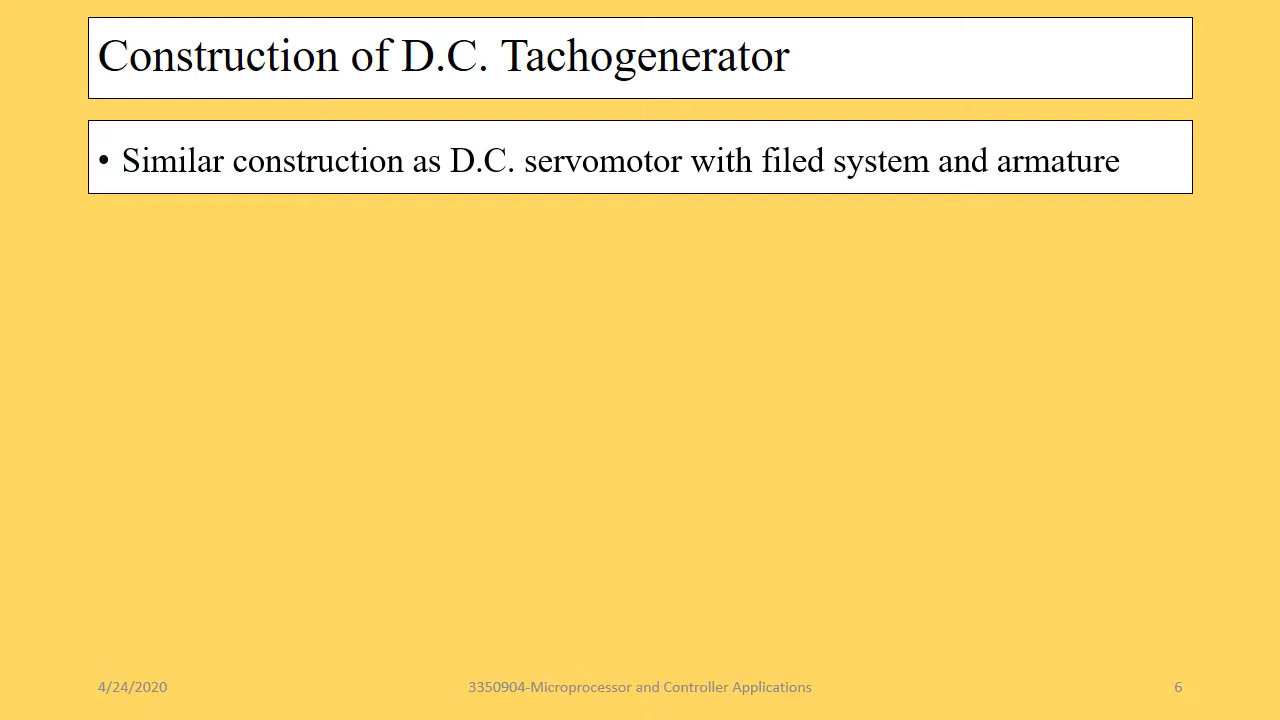 Construction of D.C. Tachogenerator
• Similar construction as D.C. servomotor with filed system and armature
4/24/2020
3350904-Microprocessor and Controller Applications
6